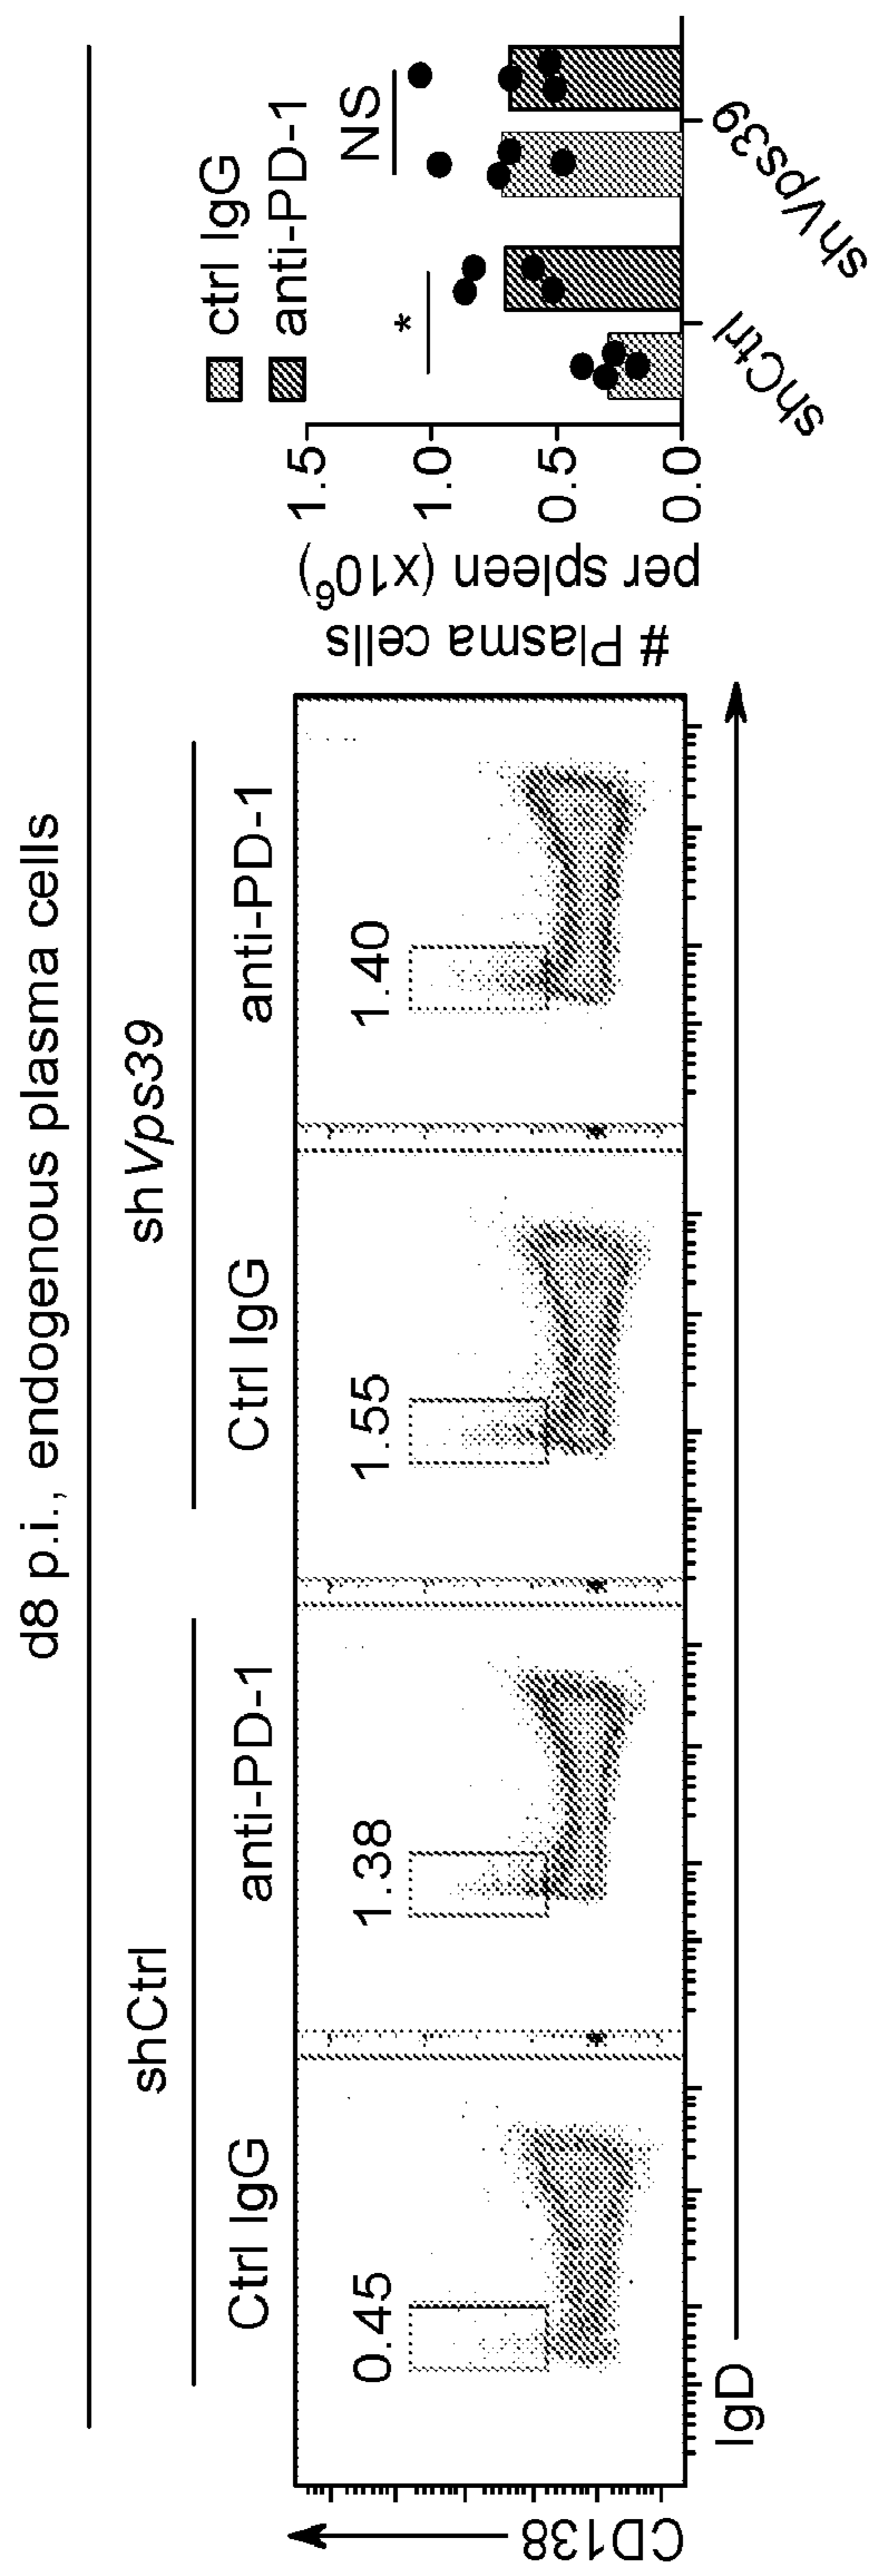 d8 p.i., endogenous plasma cells
shCtrl
shVps39
Ctrl IgG
anti-PD-1
Ctrl IgG
anti-PD-1
0.45
1.38
1.55
1.40
CD138
IgD
ctrl IgG
anti-PD-1
# Plasma cells
per spleen (x10⁶)
1.5
1.0
0.5
0.0
*
NS
shCtrl
shVps39